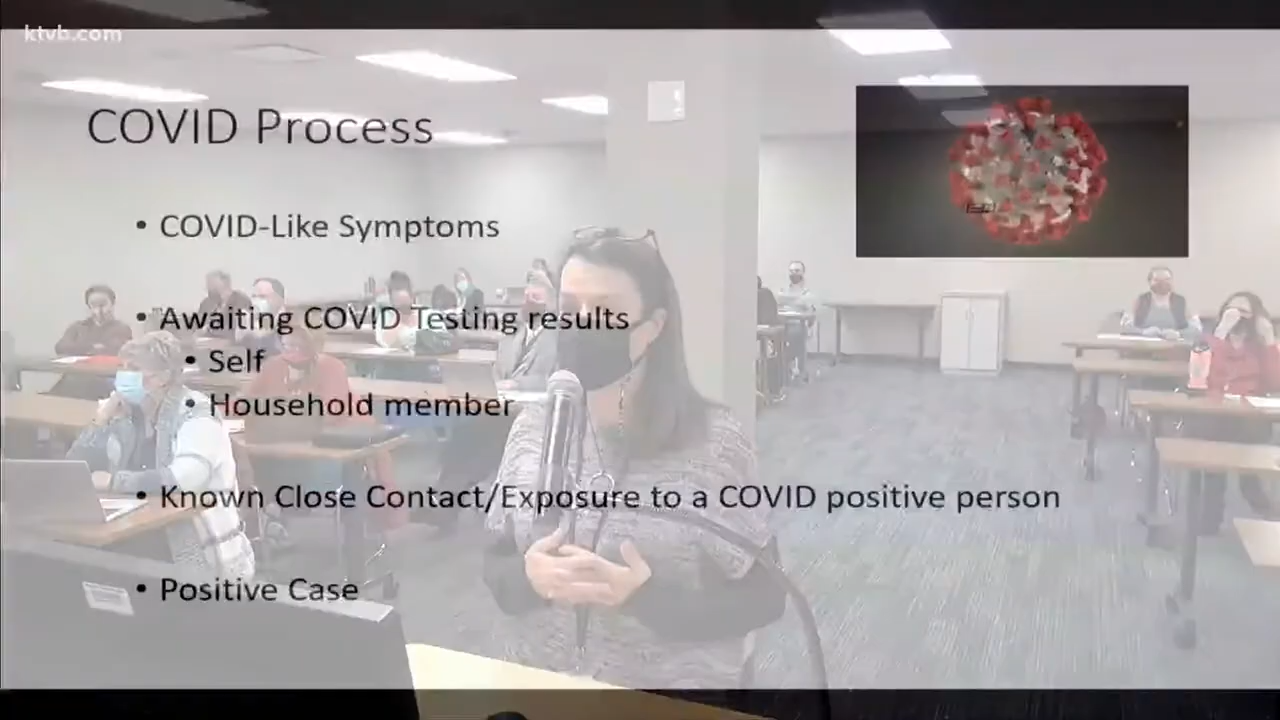 ktvb.com
COVID Process
• COVID-Like Symptoms
• Awaiting COVID Testing results
• Self
• Household member
• Known Close Contact/Exposure to a COVID positive person
• Positive Case